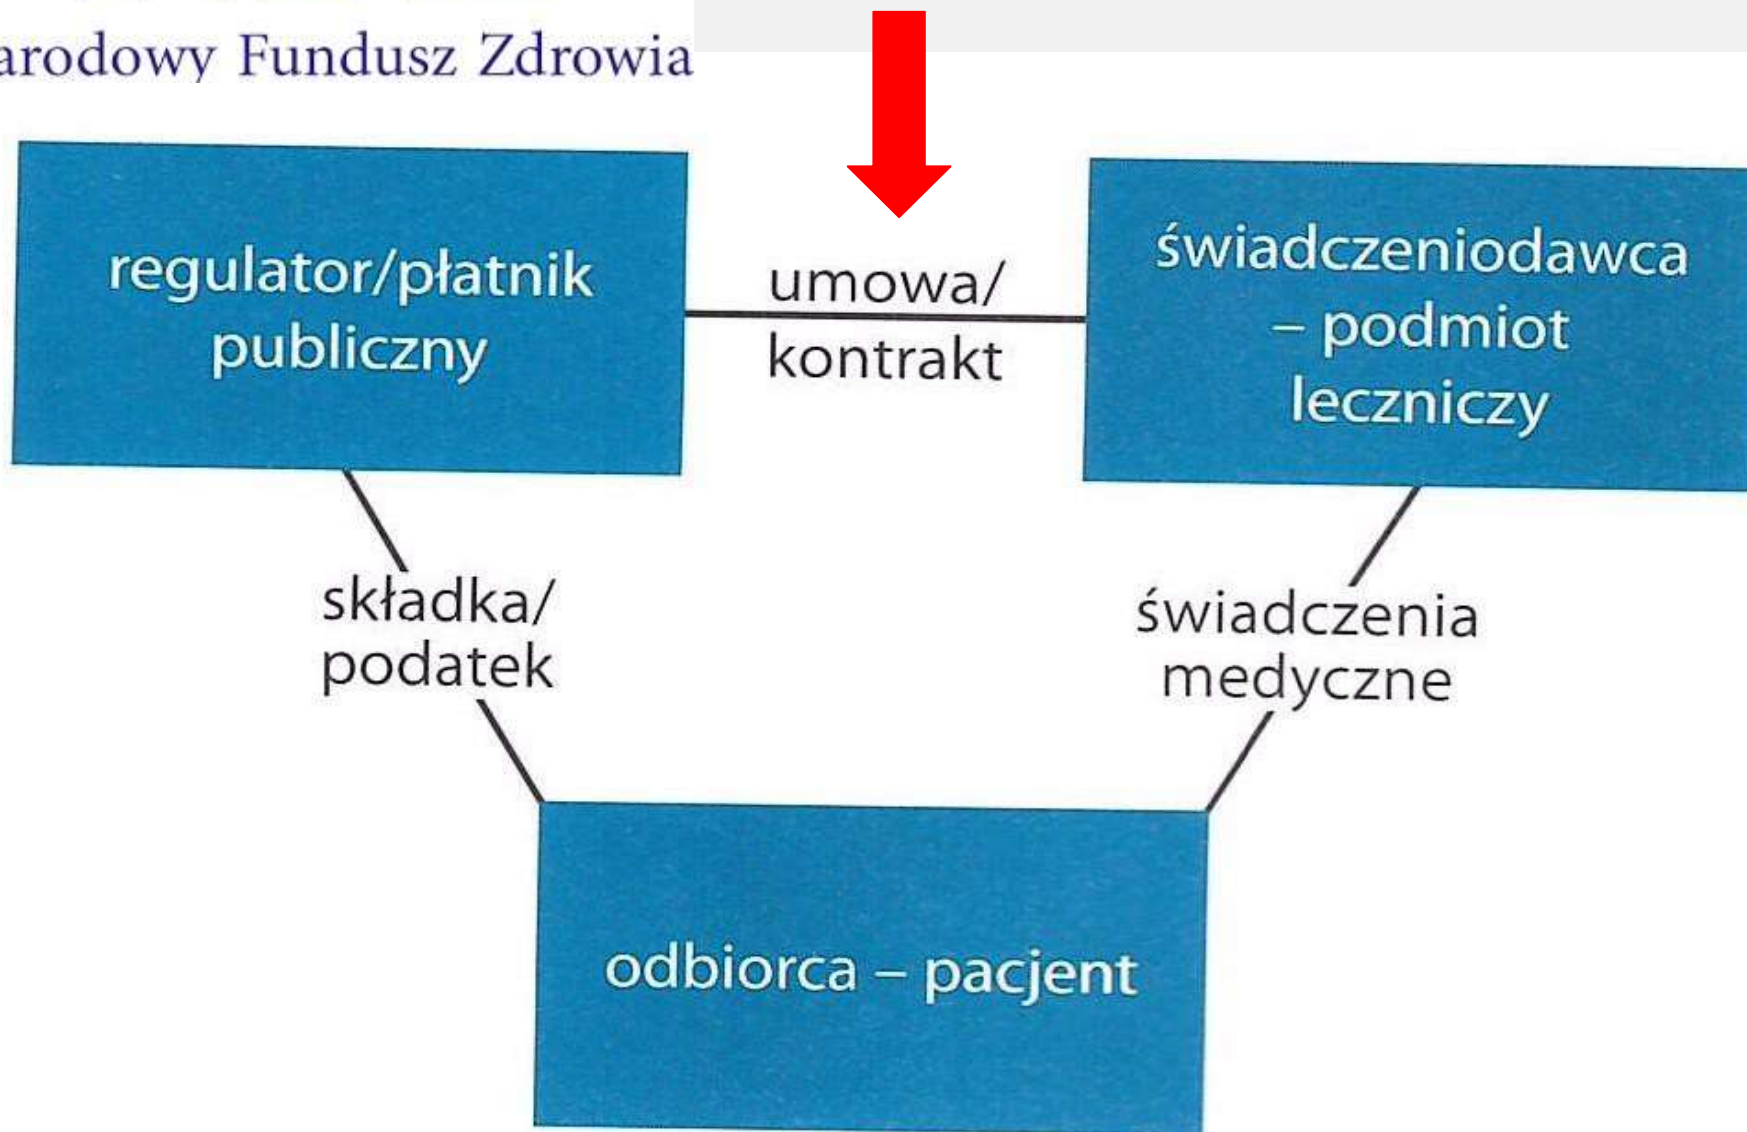 arodowy Fundusz Zdrowia
regulator/płatnik
publiczny
umowa/
kontrakt
świadczeniodawca
– podmiot
leczniczy
składka/
podatek
świadczenia
medyczne
odbiorca – pacjent